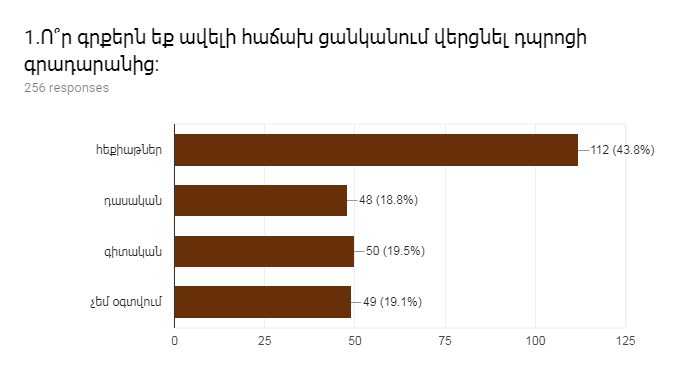 1.Ո՞ր գրքերն եք ավելի հաճախ ցանկանում վերցնել դպրոցի
գրադարանից:
256 responses
հեքիաթներ
112 (43.8%)
դասական
48 (18.8%)
գիտական
50 (19.5%)
չեմ օգտվում
49 (19.1%)
0 25 50 75 100 125